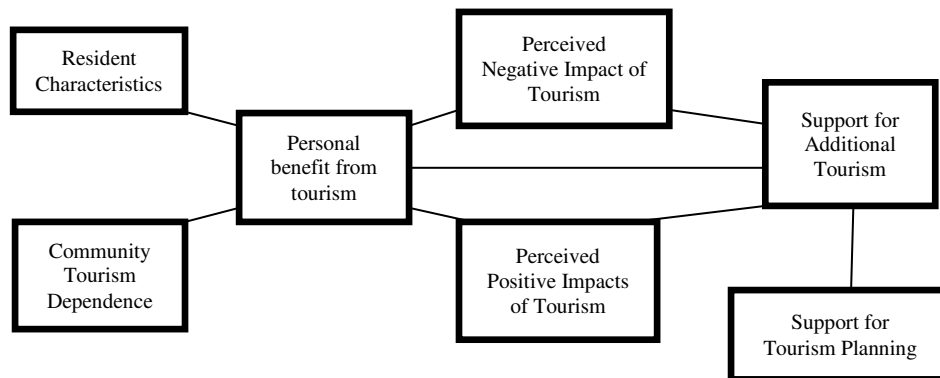 Resident
Characteristics
Perceived
Negative Impact of
Tourism
Personal
benefit from
tourism
Support for
Additional
Tourism
Community
Tourism
Dependence
Perceived
Positive Impacts
of Tourism
Support for
Tourism Planning